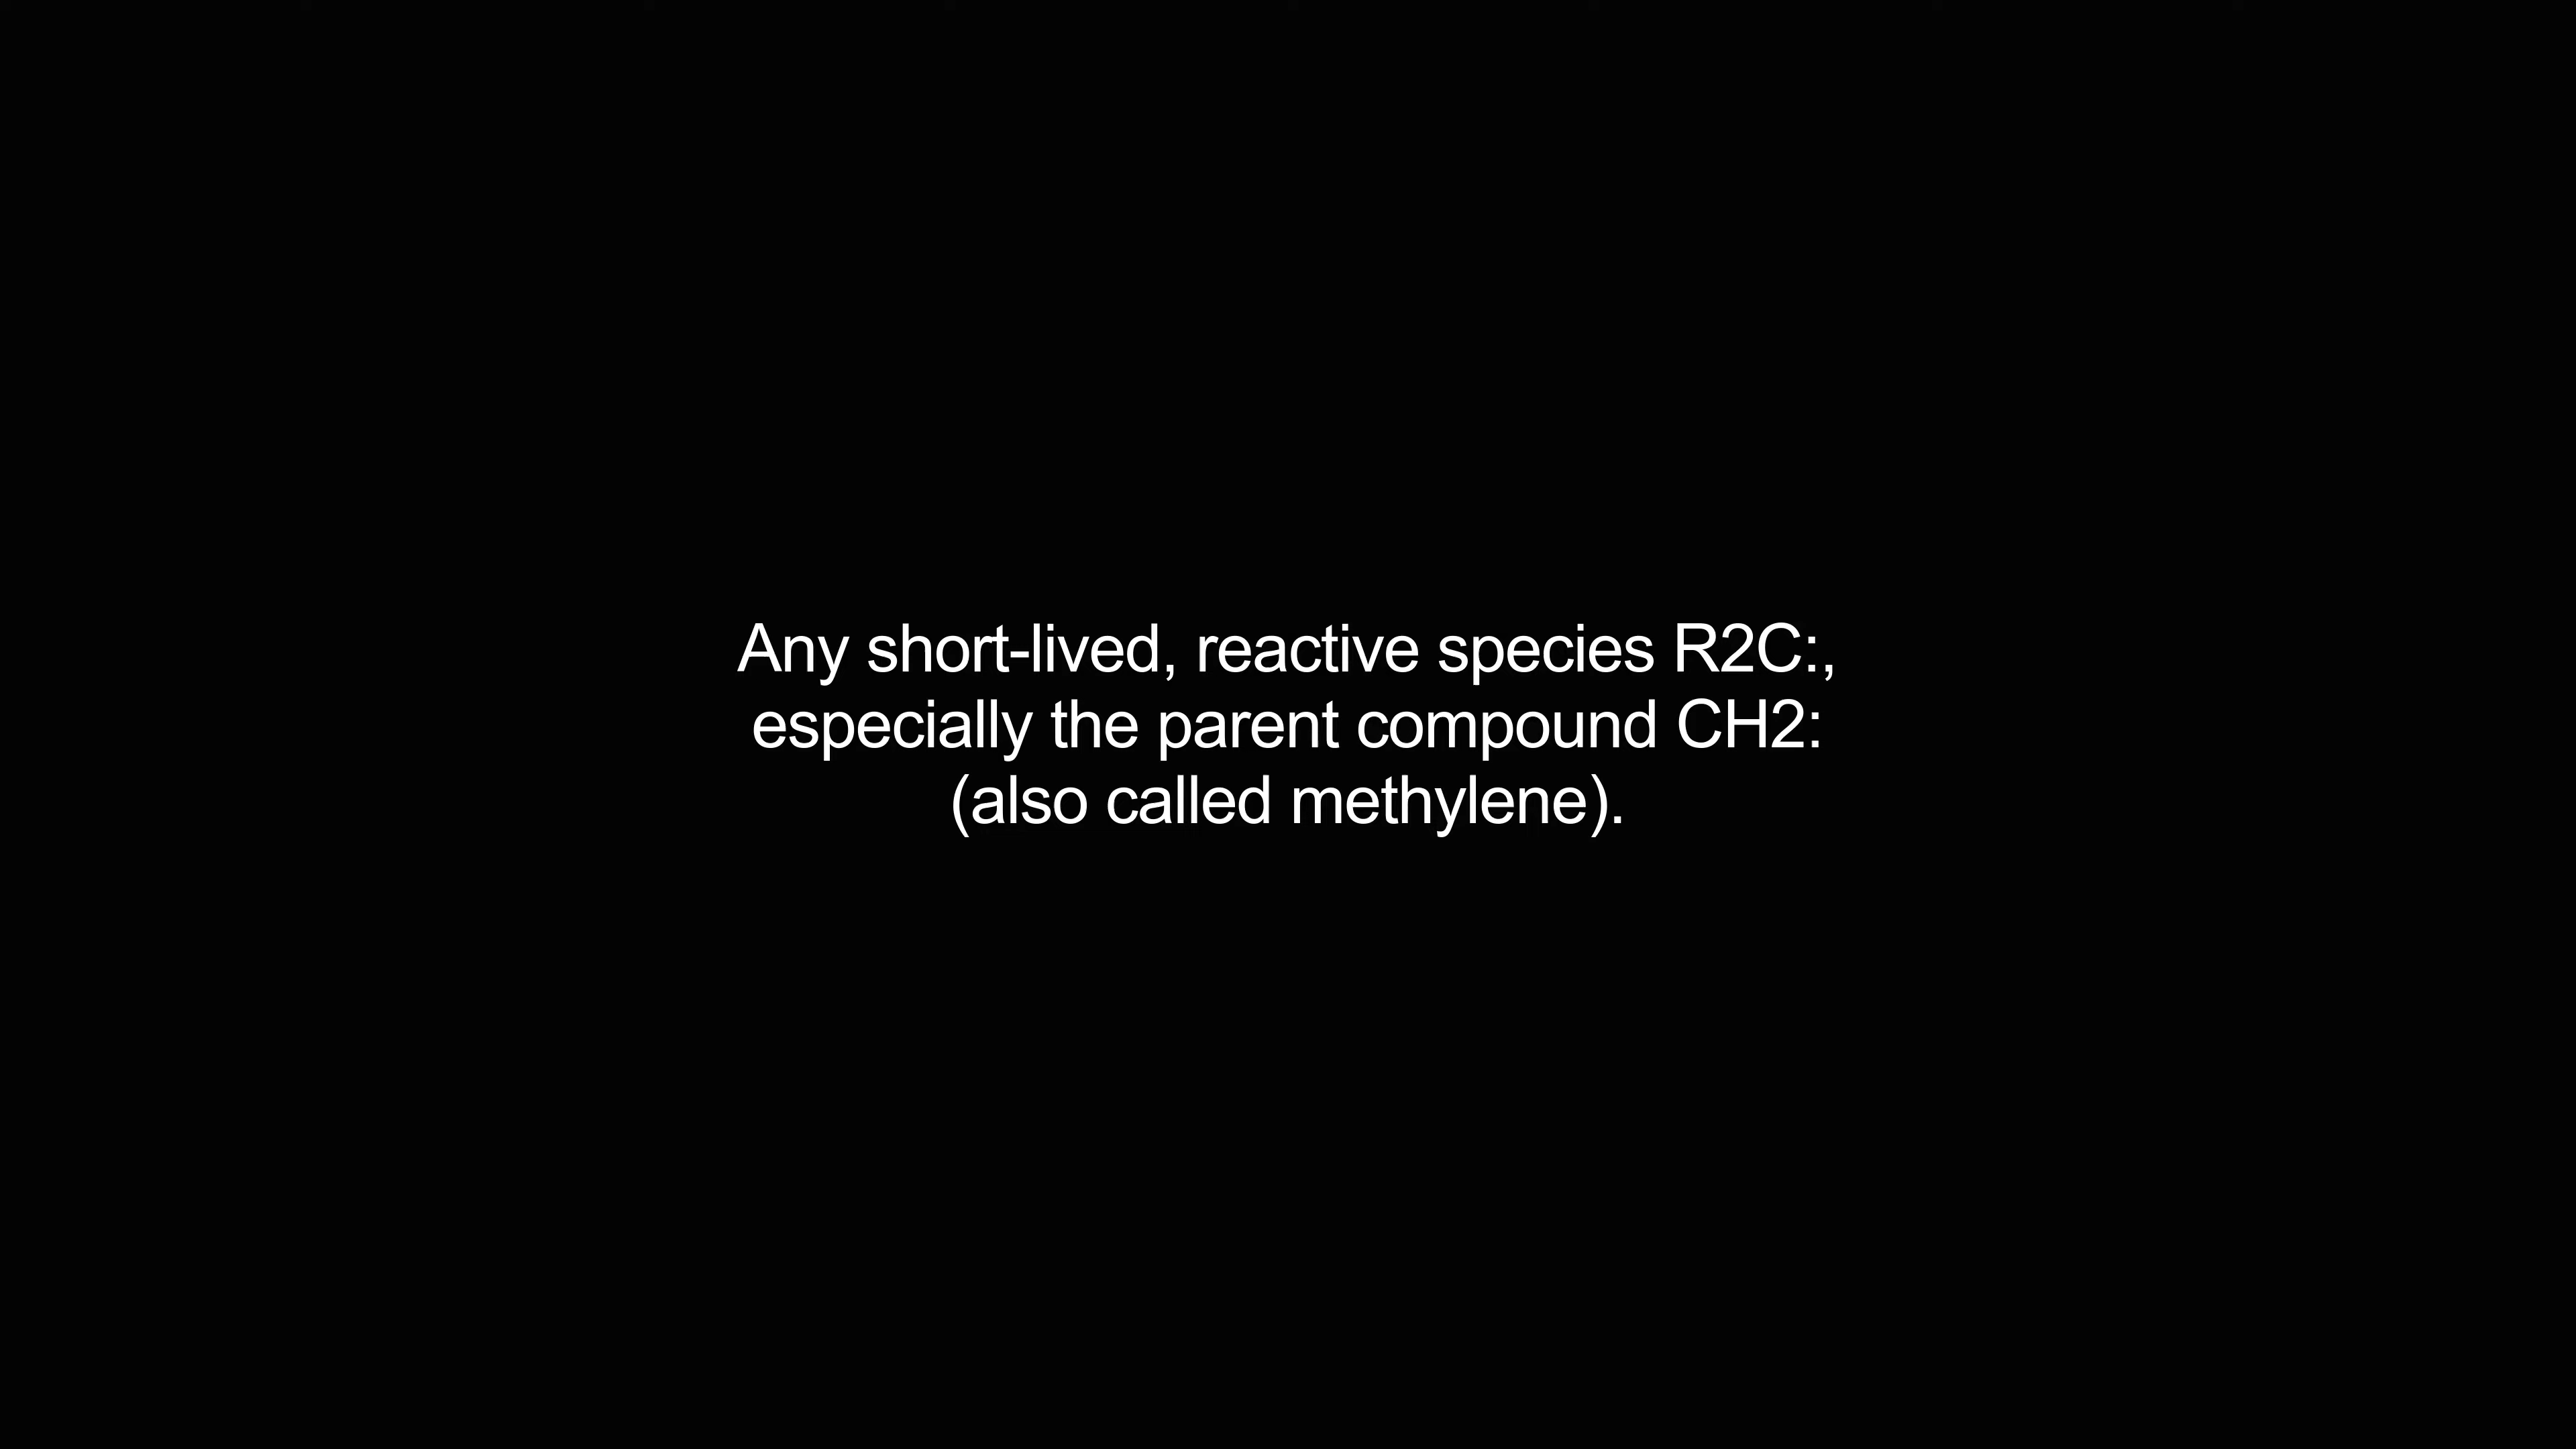 Any short-lived, reactive species R2C:,
especially the parent compound CH2:
(also called methylene).